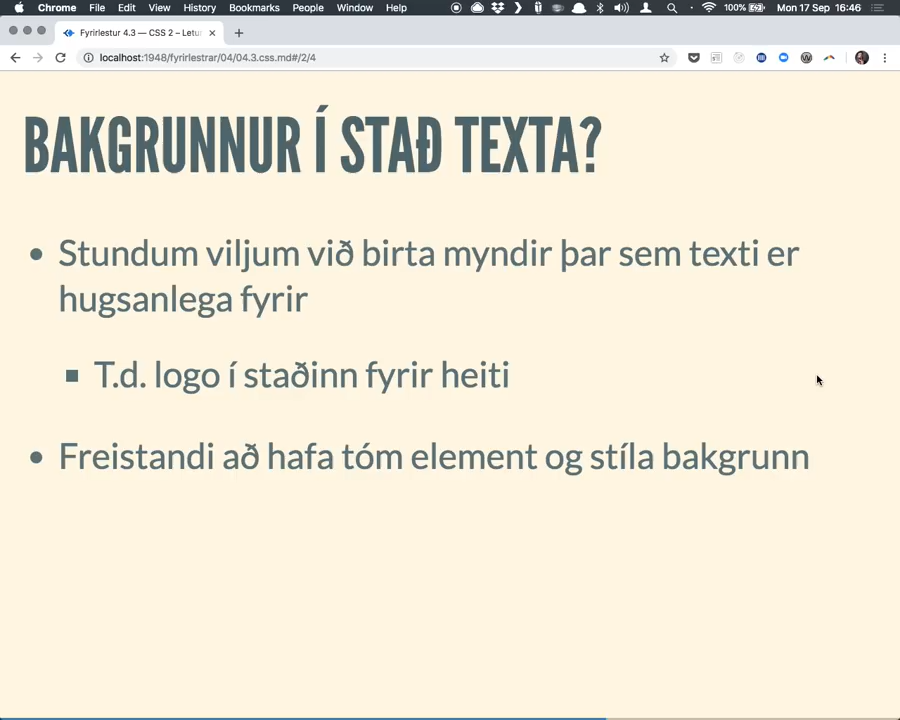 Chrome File Edit View History Bookmarks People Window Help 100% Mon 17 Sep 16:46
Fyrirlestur 4.3 — CSS 2 – Letu
localhost:1948/fyrirlestrar/04/04.3.css.md#/2/4
BAKGRUNNUR Í STAÐ TEXTA?
• Stundum viljum við birta myndir þar sem texti er
hugsanlega fyrir
▪ T.d. logo í staðinn fyrir heiti
• Freistandi að hafa tóm element og stíla bakgrunn